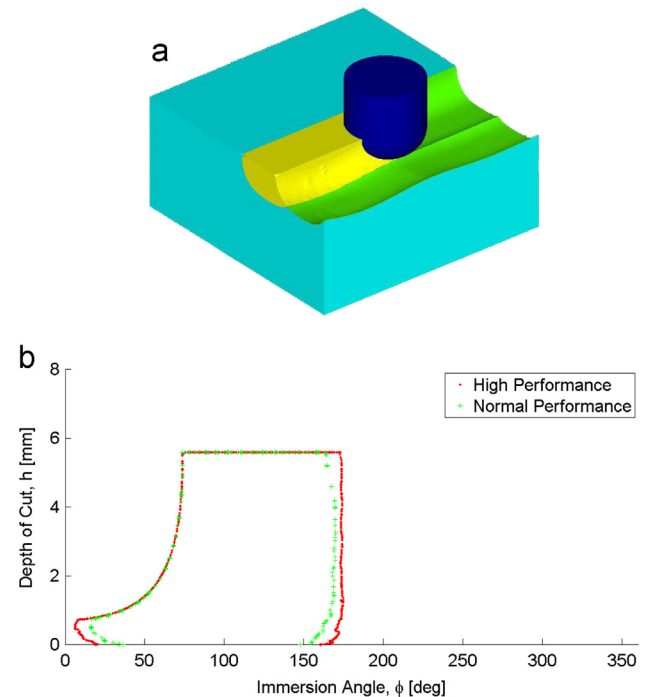 a
b
8
6
4
2
0
Depth of Cut, h [mm]
High Performance
Normal Performance
0 50 100 150 200 250 300 350
Immersion Angle, ϕ [deg]